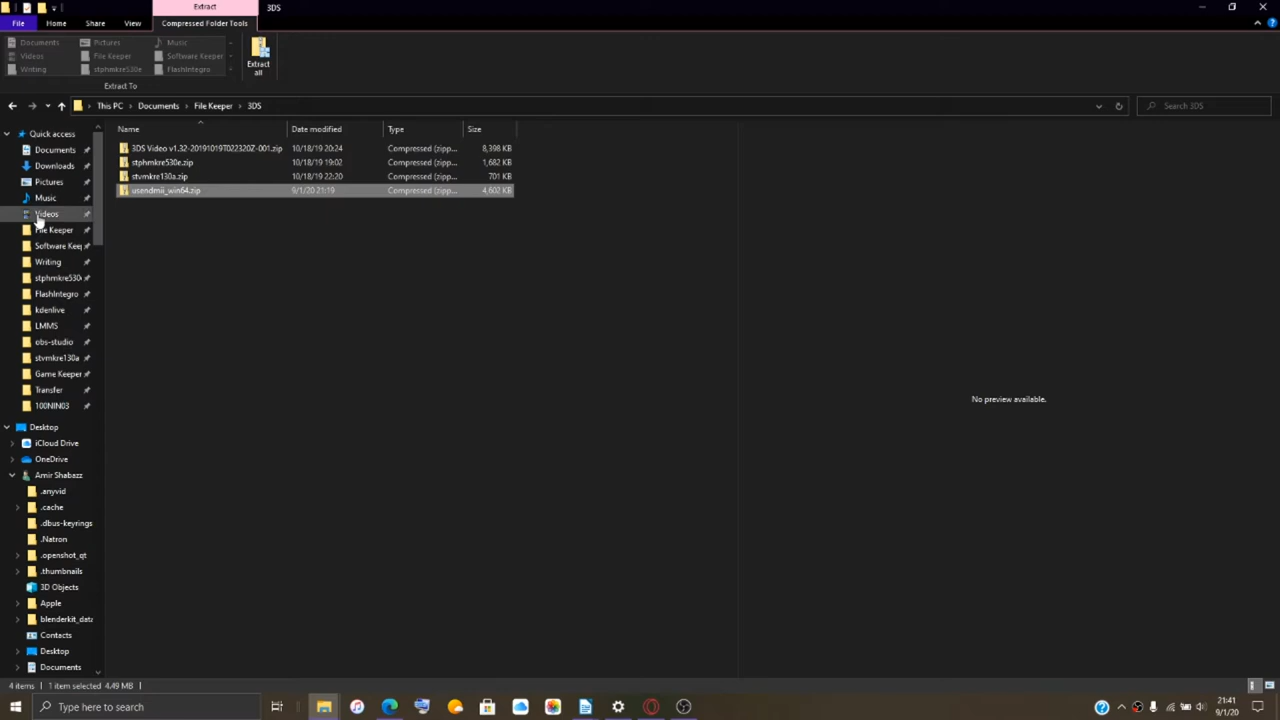 Extract
3DS
File
Home
Share
View
Compressed Folder Tools
Documents
Pictures
Music
Videos
File Keeper
Software Keeper
Writing
stphmkre530e
FlashIntegro
Extract all
Extract To
This PC
Documents
File Keeper
3DS
Search 3DS
Name
Date modified
Type
Size
3DS Video v1.32-20191019T022320Z-001.zip 10/18/19 20:24 Compressed (zipp... 8,398 KB
stphmkre530e.zip 10/18/19 19:02 Compressed (zipp... 1,682 KB
stvmkre130a.zip 10/18/19 22:20 Compressed (zipp... 701 KB
usendmii_win64.zip 9/1/20 21:19 Compressed (zipp... 4,602 KB
Quick access
Documents
Downloads
Pictures
Music
Videos
File Keeper
Software Keep
Writing
stphmkre530
FlashIntegro
kdenlive
LMMS
obs-studio
stvmkre130a
Game Keeper
Transfer
100NIN03
Desktop
iCloud Drive
OneDrive
Amir Shabazz
.anyvid
.cache
.dbus-keyrings
.Natron
.openshot_qt
.thumbnails
3D Objects
Apple
blenderkit_data
Contacts
Desktop
Documents
No preview available.
4 items
1 item selected 4.49 MB
Type here to search
21:41
9/1/20